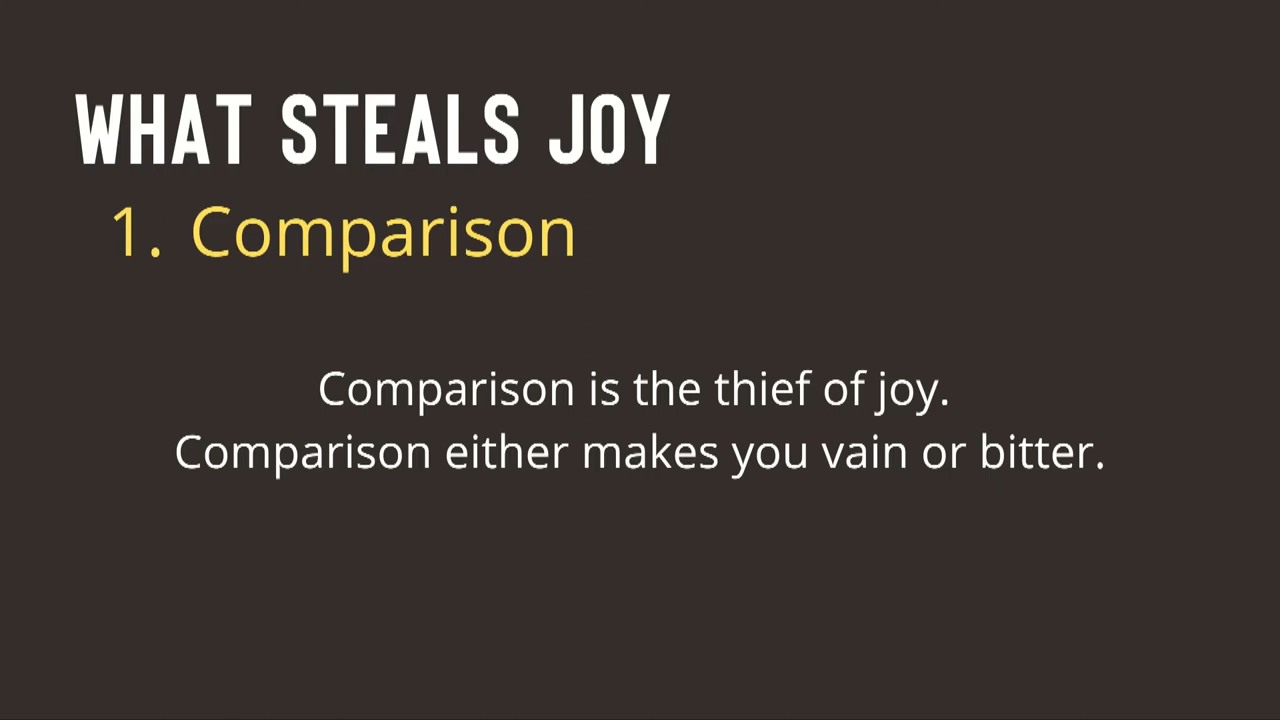 WHAT STEALS JOY
1. Comparison
Comparison is the thief of joy.
Comparison either makes you vain or bitter.